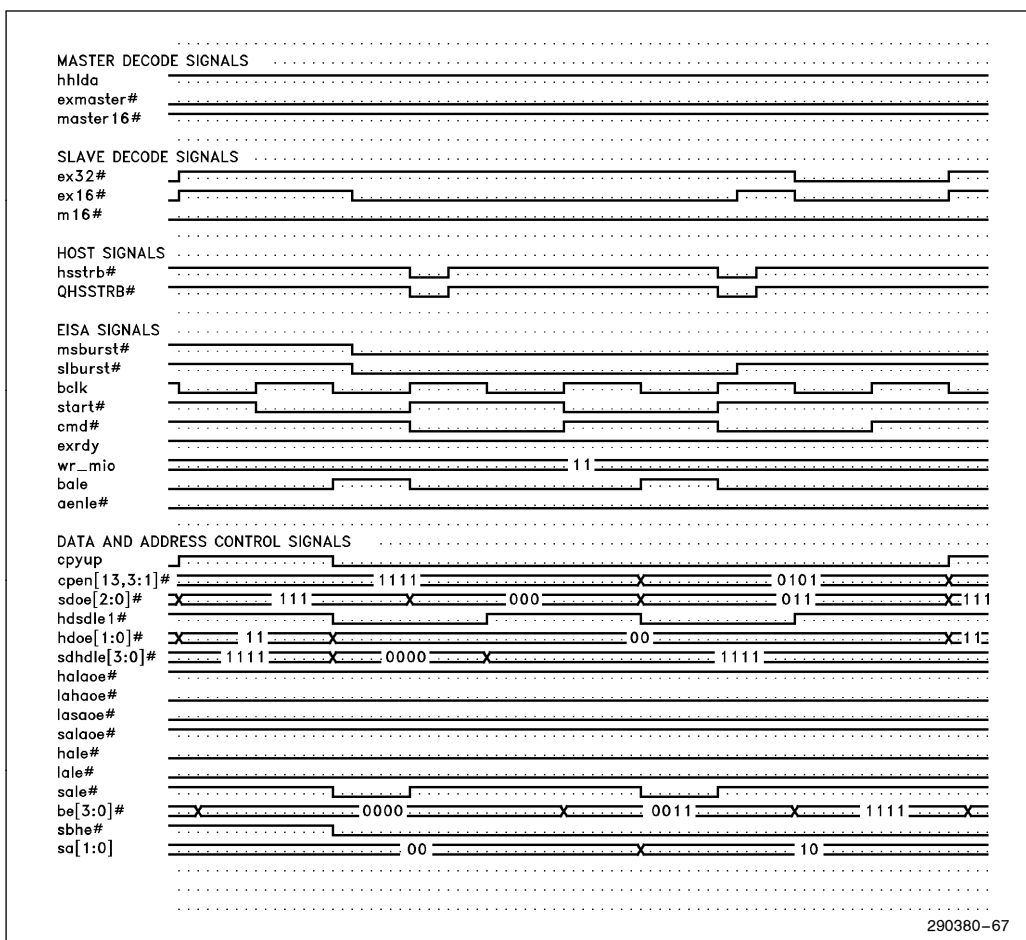 MASTER DECODE SIGNALS
hhlda
exmaster#
master16#
SLAVE DECODE SIGNALS
ex32#
ex16#
m16#
HOST SIGNALS
hsstrb#
QHSSTRB#
EISA SIGNALS
msburst#
slburst#
bclk
start#
cmd#
exrdy
wr_mio 11
bale
aenle#
DATA AND ADDRESS CONTROL SIGNALS
cpyup
cpen[13,3:1]# 1111 0101
sdoe[2:0]# 111 000 011 111
hdsdle1#
hdoe[1:0]# 11 00 11
sdhdle[3:0]# 1111 0000 1111
halaoe#
lahaoe#
lasaoe#
salaoe#
hale#
lale#
sale#
be[3:0]# 0000 0011 1111
sbhe#
sa[1:0] 00 10
290380-67